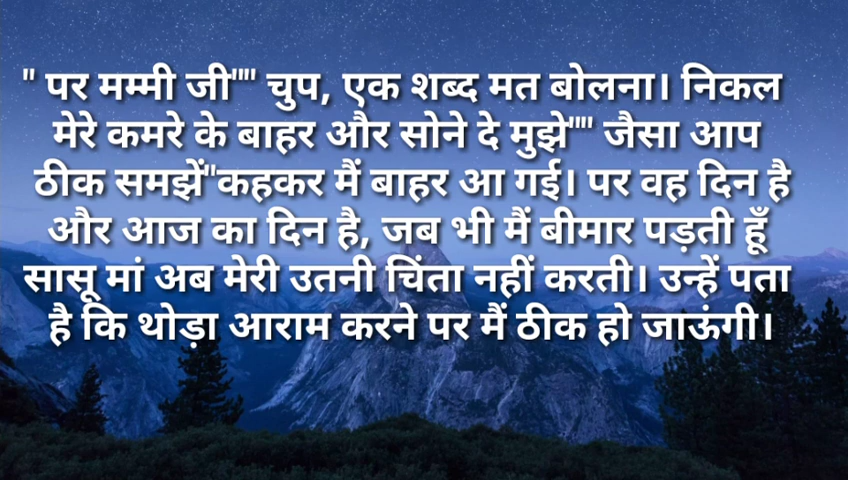 " पर मम्मी जी"" चुप, एक शब्द मत बोलना। निकल
मेरे कमरे के बाहर और सोने दे मुझे"" जैसा आप
ठीक समझें"कहकर मैं बाहर आ गई। पर वह दिन है
और आज का दिन है, जब भी मैं बीमार पड़ती हूँ
सासू मां अब मेरी उतनी चिंता नहीं करती। उन्हें पता
है कि थोड़ा आराम करने पर मैं ठीक हो जाऊंगी।